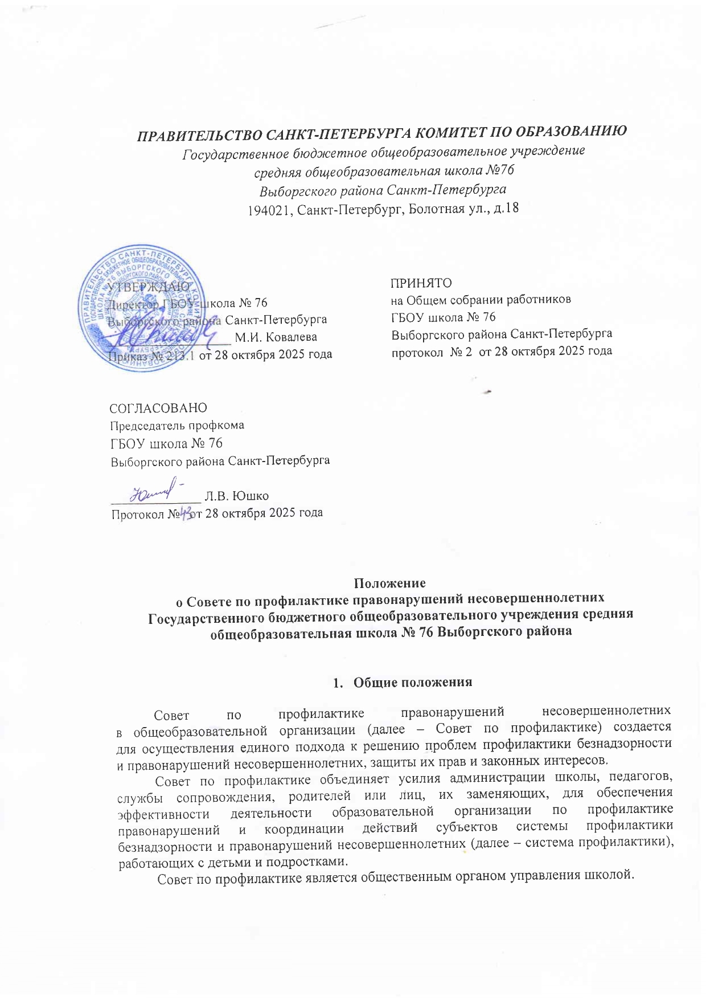 ПРАВИТЕЛЬСТВО САНКТ-ПЕТЕРБУРГА КОМИТЕТ ПО ОБРАЗОВАНИЮ
Государственное бюджетное общеобразовательное учреждение
средняя общеобразовательная школа №76
Выборгского района Санкт-Петербурга
194021, Санкт-Петербург, Болотная ул., д.18
УТВЕРЖДАЮ
Директор ГБОУ школа № 76
Выборгского района Санкт-Петербурга
М.И. Ковалева
Приказ № 213.1 от 28 октября 2025 года
ПРИНЯТО
на Общем собрании работников
ГБОУ школа № 76
Выборгского района Санкт-Петербурга
протокол № 2 от 28 октября 2025 года
СОГЛАСОВАНО
Председатель профкома
ГБОУ школа № 76
Выборгского района Санкт-Петербурга
Л.В. Юшко
Протокол №43 от 28 октября 2025 года
Положение
о Совете по профилактике правонарушений несовершеннолетних
Государственного бюджетного общеобразовательного учреждения средняя
общеобразовательная школа № 76 Выборгского района
1. Общие положения
Совет по профилактике правонарушений несовершеннолетних
в общеобразовательной организации (далее – Совет по профилактике) создается
для осуществления единого подхода к решению проблем профилактики безнадзорности
и правонарушений несовершеннолетних, защиты их прав и законных интересов.
Совет по профилактике объединяет усилия администрации школы, педагогов,
службы сопровождения, родителей или лиц, их заменяющих, для обеспечения
эффективности деятельности образовательной организации по профилактике
правонарушений и координации действий субъектов системы профилактики
безнадзорности и правонарушений несовершеннолетних (далее – система профилактики),
работающих с детьми и подростками.
Совет по профилактике является общественным органом управления школой.